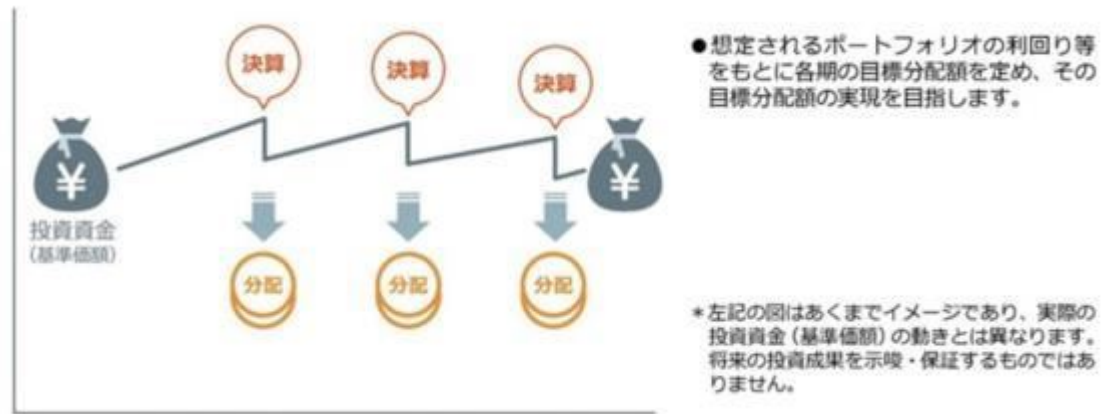 決算
決算
決算
¥
¥
投資資金
(基準価額)
分配
分配
分配
●想定されるポートフォリオの利回り等
をもとに各期の目標分配額を定め、その
目標分配額の実現を目指します。
*左記の図はあくまでイメージであり、実際の
投資資金(基準価額)の動きとは異なります。
将来の投資成果を示唆・保証するものではあ
りません。